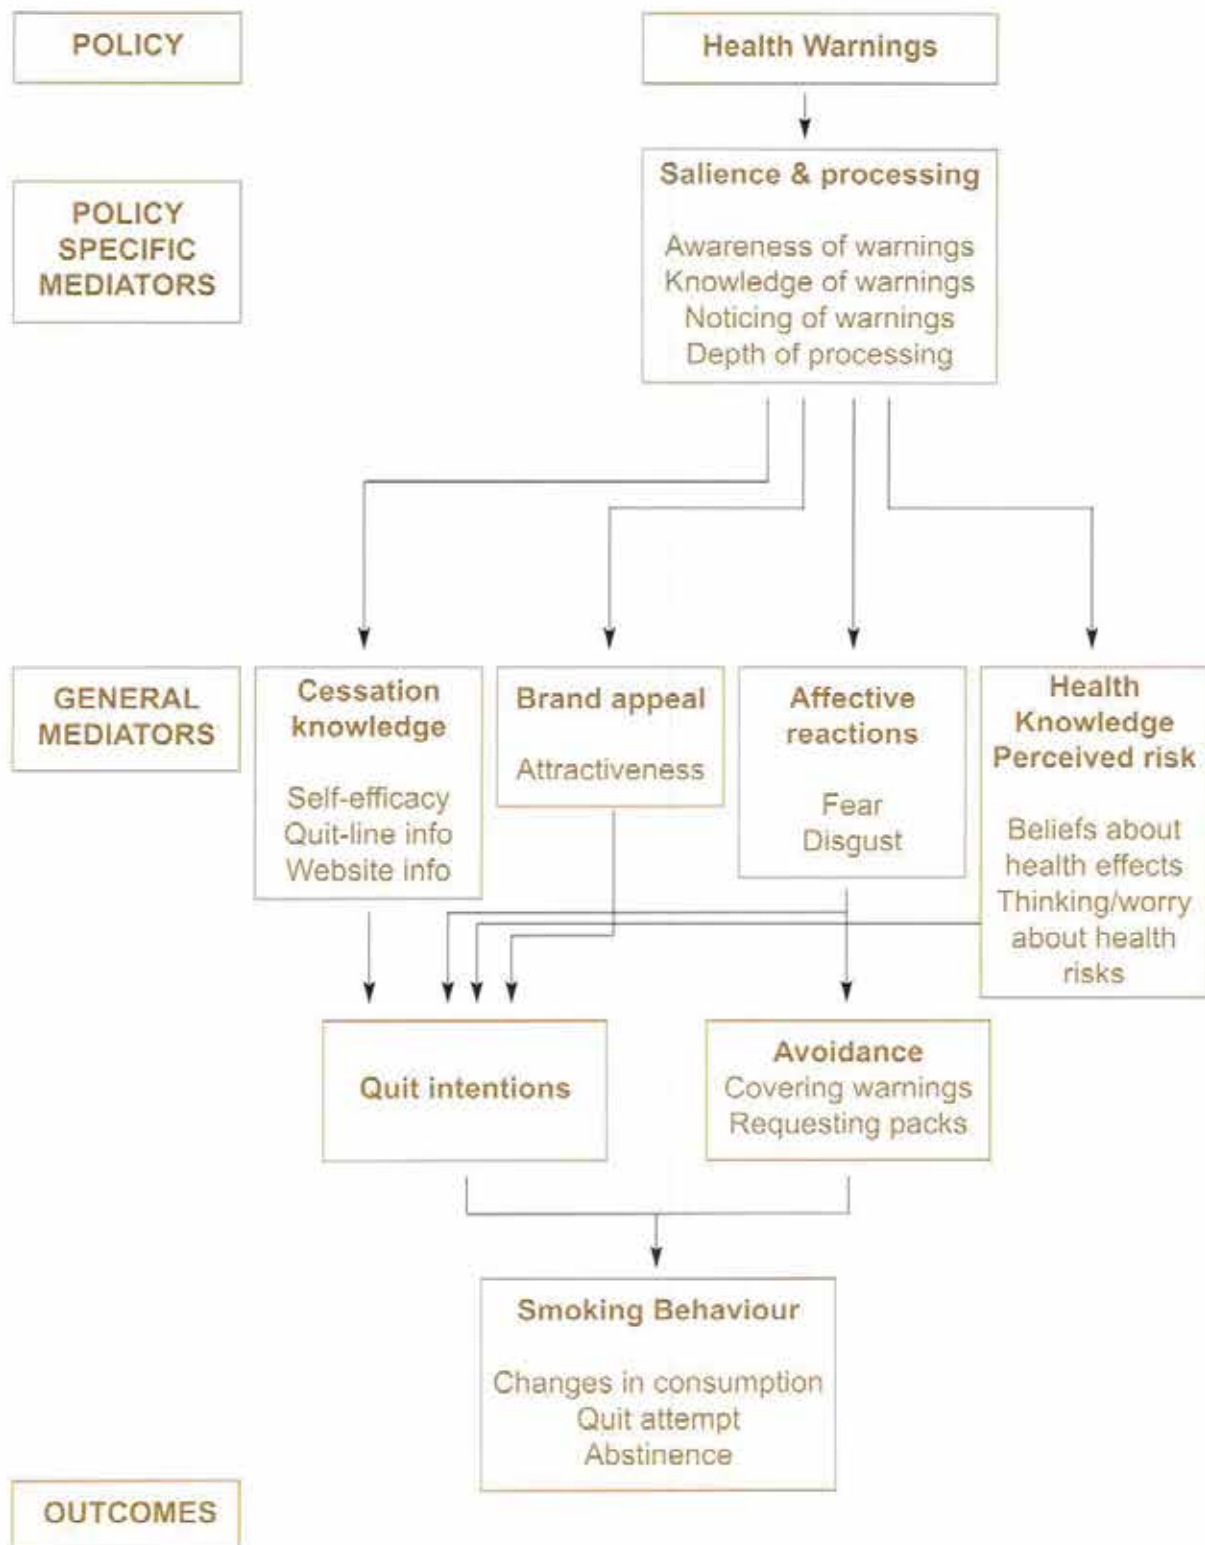 POLICY
Health Warnings
POLICY
SPECIFIC
MEDIATORS
Salience & processing
Awareness of warnings
Knowledge of warnings
Noticing of warnings
Depth of processing
GENERAL
MEDIATORS
Cessation
knowledge
Self-efficacy
Quit-line info
Website info
Brand appeal
Attractiveness
Affective
reactions
Fear
Disgust
Health
Knowledge
Perceived risk
Beliefs about
health effects
Thinking/worry
about health
risks
Quit intentions
Avoidance
Covering warnings
Requesting packs
Smoking Behaviour
Changes in consumption
Quit attempt
Abstinence
OUTCOMES